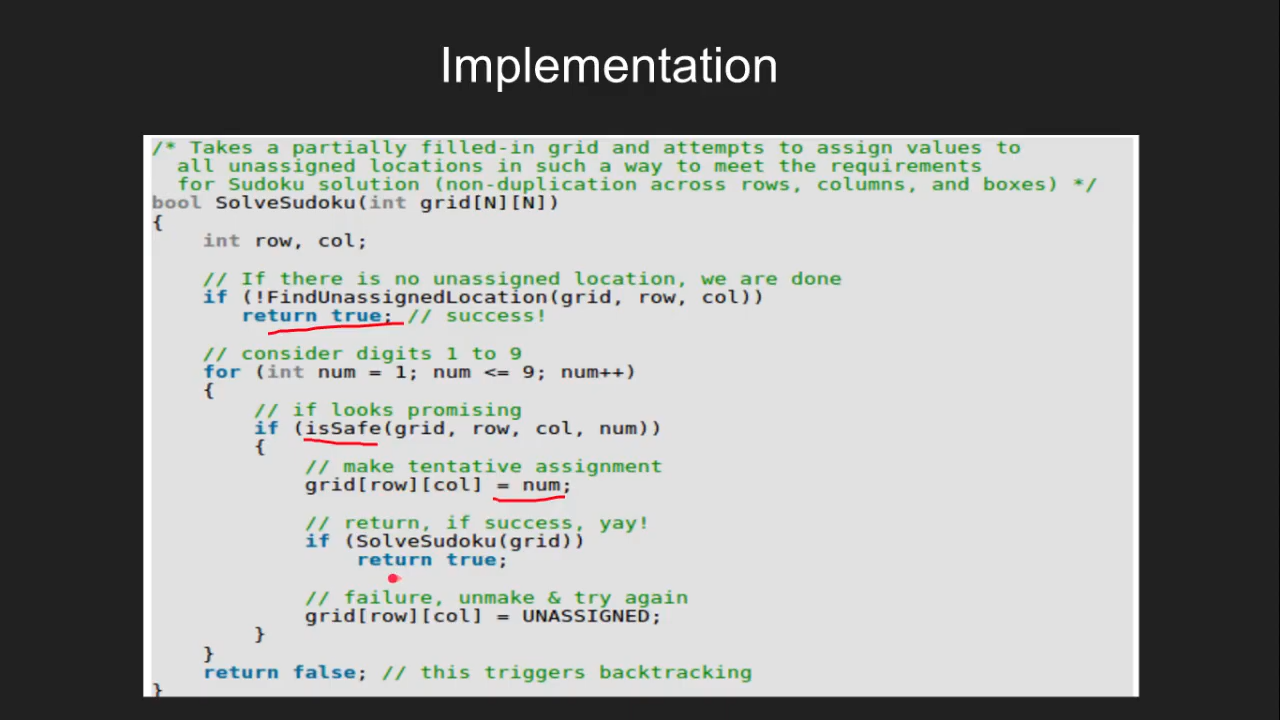 Implementation
/* Takes a partially filled-in grid and attempts to assign values to
all unassigned locations in such a way to meet the requirements
for Sudoku solution (non-duplication across rows, columns, and boxes) */
bool SolveSudoku(int grid[N][N])
{
int row, col;
// If there is no unassigned location, we are done
if (!FindUnassignedLocation(grid, row, col))
return true; // success!
// consider digits 1 to 9
for (int num = 1; num <= 9; num++)
{
// if looks promising
if (isSafe(grid, row, col, num))
{
// make tentative assignment
grid[row][col] = num;
// return, if success, yay!
if (SolveSudoku(grid))
return true;
// failure, unmake & try again
grid[row][col] = UNASSIGNED;
}
}
return false; // this triggers backtracking
}